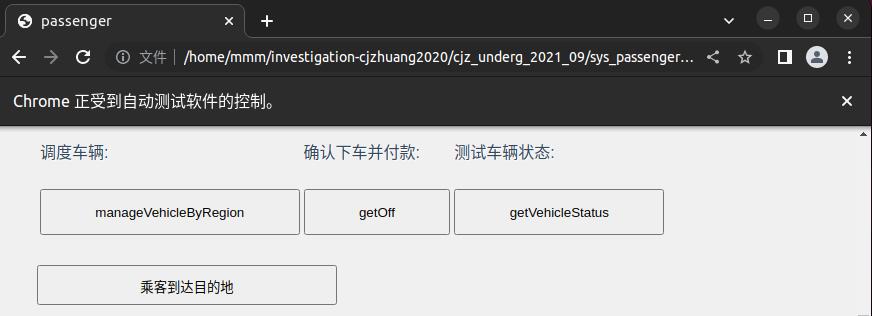 passenger
文件 /home/mmm/investigation-cjzhuang2020/cjz_underg_2021_09/sys_passenger...
Chrome 正受到自动测试软件的控制。
调度车辆: 确认下车并付款: 测试车辆状态:
manageVehicleByRegion getOff getVehicleStatus
乘客到达目的地